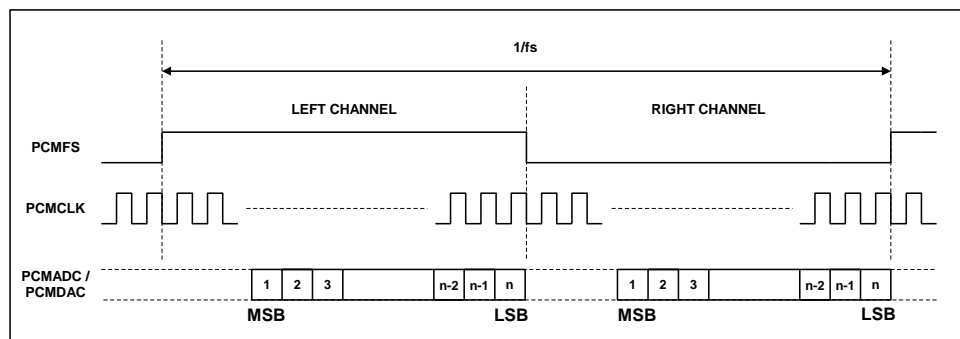 1/fs
LEFT CHANNEL RIGHT CHANNEL
PCMFS
PCMCLK
PCMADC /
PCMDAC
1 2 3 n-2 n-1 n 1 2 3 n-2 n-1 n
MSB LSB MSB LSB